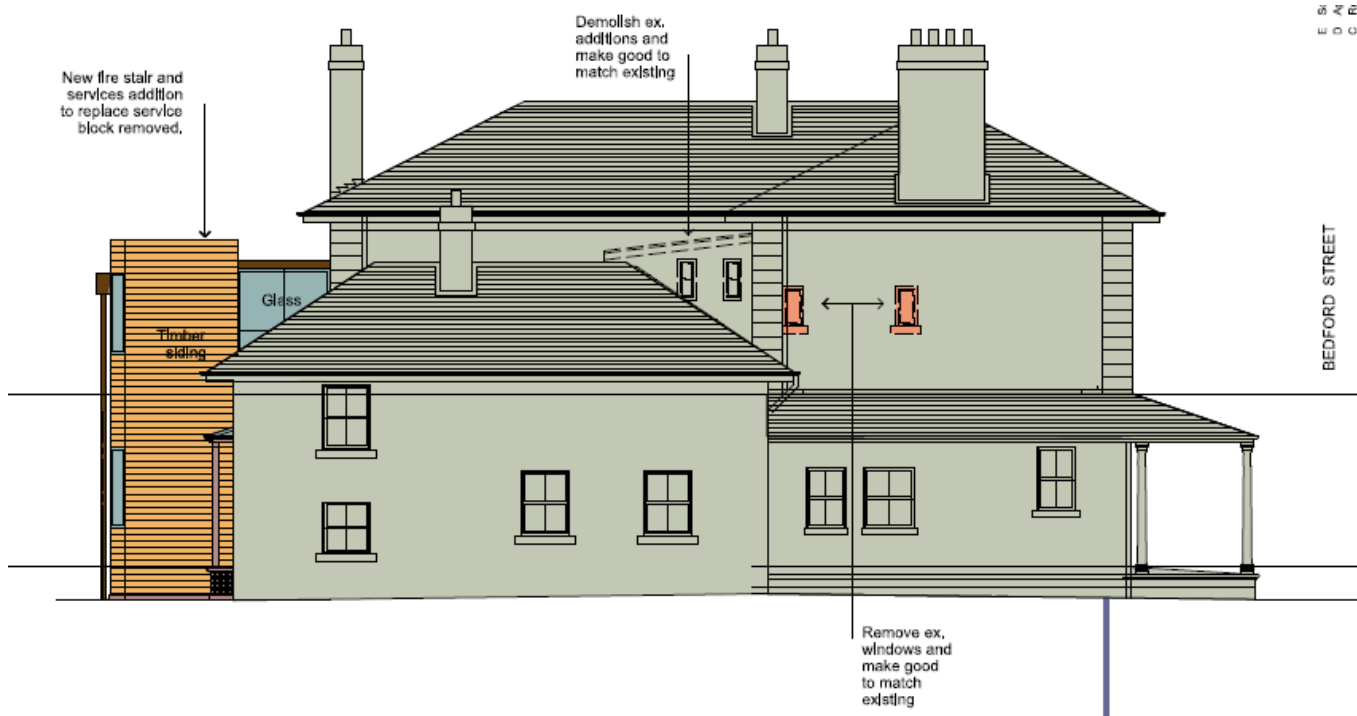 Demolish ex.
additions and
make good to
match existing
New fire stair and
services addition
to replace service
block removed.
Glass
Timber
siding
BEDFORD STREET
Remove ex.
windows and
make good
to match
existing
E
D
C